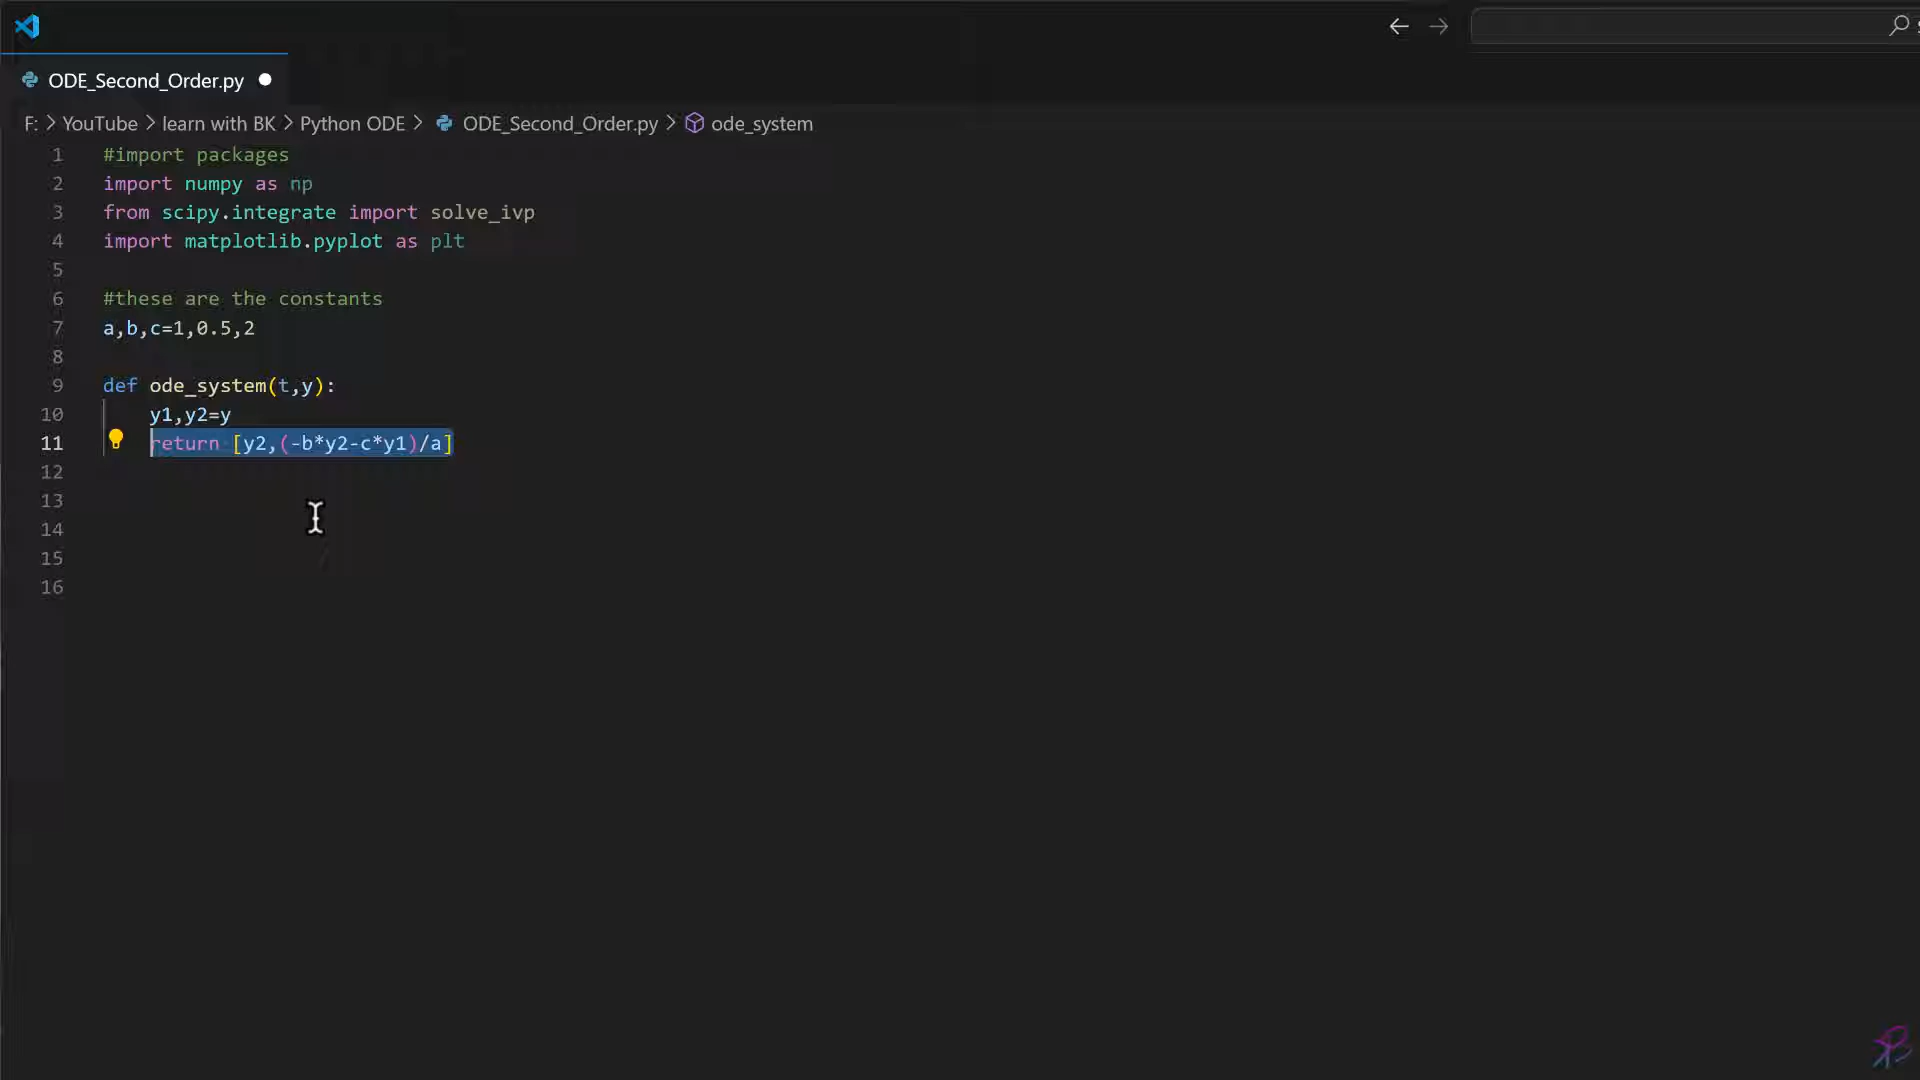 ODE_Second_Order.py
F: > YouTube > learn with BK > Python ODE > ODE_Second_Order.py > ode_system
1 #import packages
2 import numpy as np
3 from scipy.integrate import solve_ivp
4 import matplotlib.pyplot as plt
5
6 #these are the constants
7 a,b,c=1,0.5,2
8
9 def ode_system(t,y):
10 y1,y2=y
11 return [y2,(-b*y2-c*y1)/a]
12
13
14
15
16